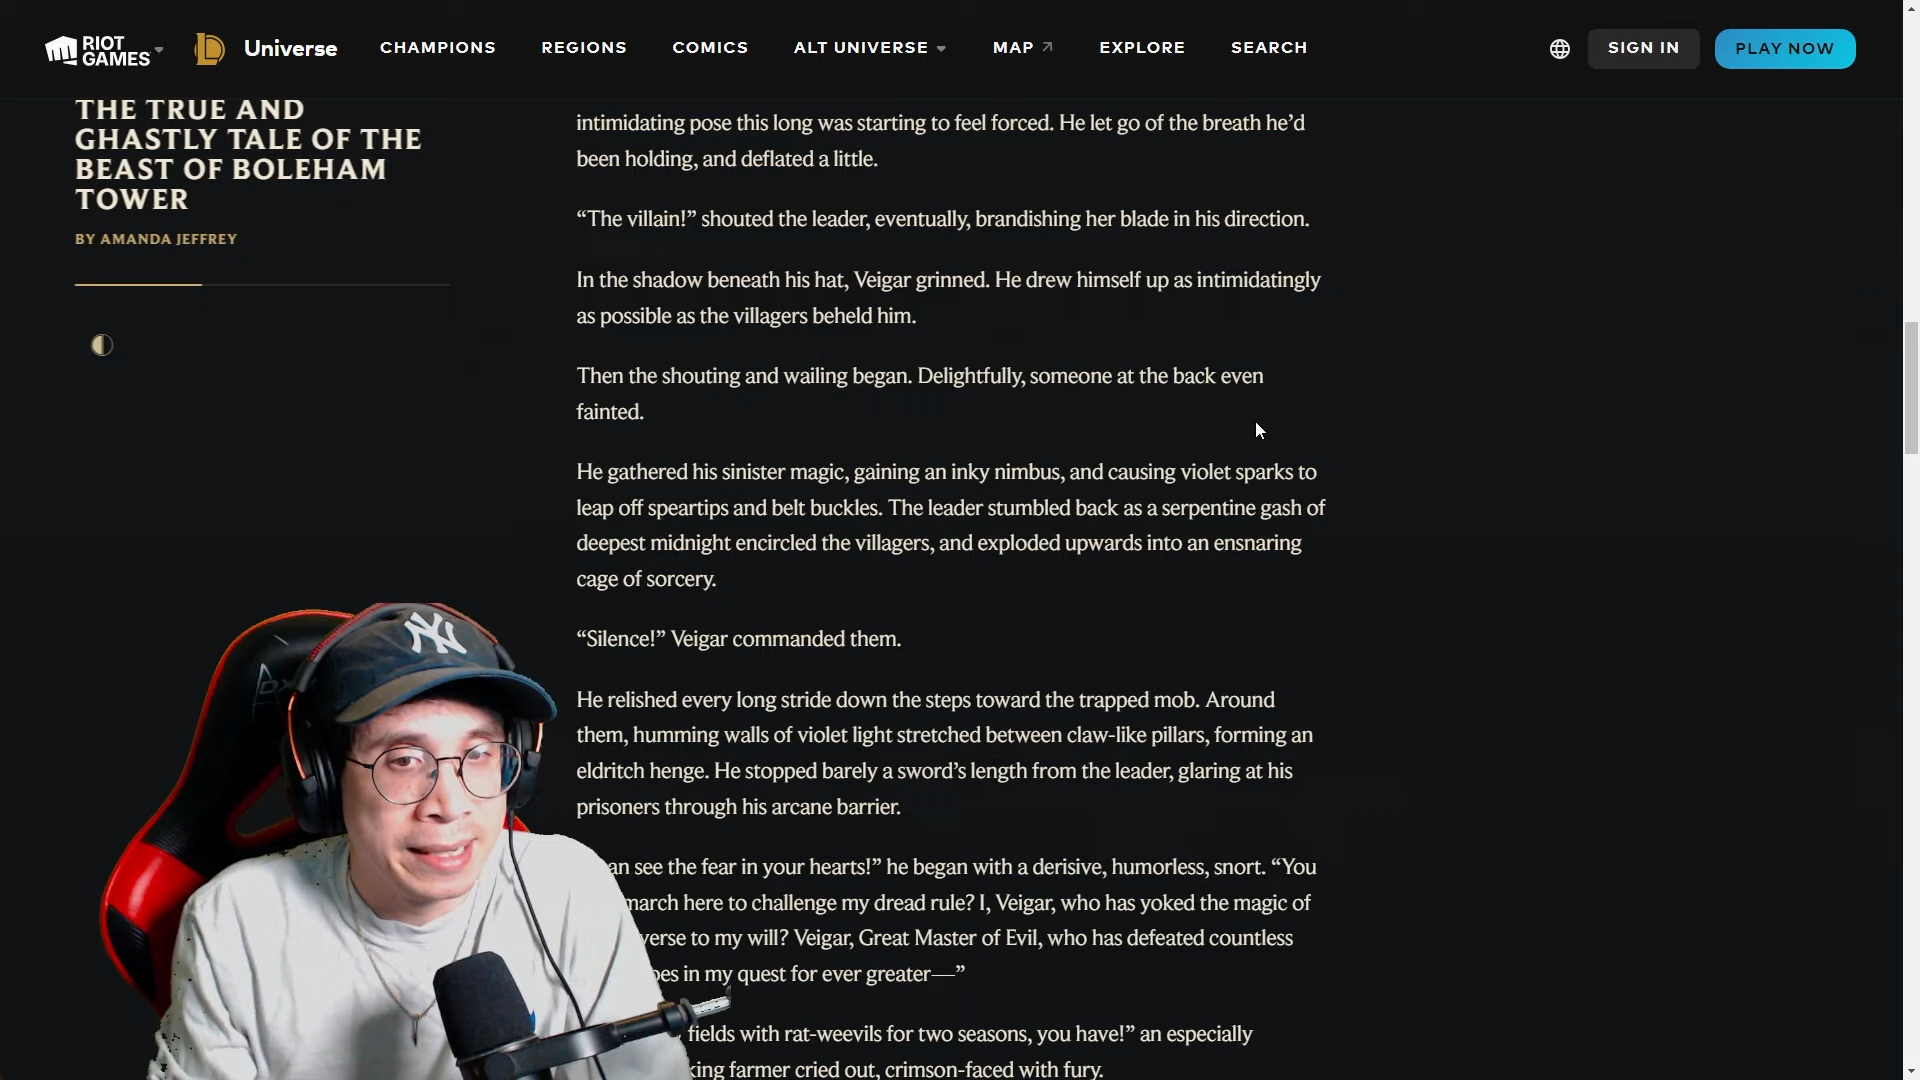 RIOT GAMES
Universe
CHAMPIONS
REGIONS
COMICS
ALT UNIVERSE
MAP
EXPLORE
SEARCH
SIGN IN
PLAY NOW
THE TRUE AND
GHASTLY TALE OF THE
BEAST OF BOLEHAM
TOWER
BY AMANDA JEFFREY
intimidating pose this long was starting to feel forced. He let go of the breath he’d
been holding, and deflated a little.
“The villain!” shouted the leader, eventually, brandishing her blade in his direction.
In the shadow beneath his hat, Veigar grinned. He drew himself up as intimidatingly
as possible as the villagers beheld him.
Then the shouting and wailing began. Delightfully, someone at the back even
fainted.
He gathered his sinister magic, gaining an inky nimbus, and causing violet sparks to
leap off speartips and belt buckles. The leader stumbled back as a serpentine gash of
deepest midnight encircled the villagers, and exploded upwards into an ensnaring
cage of sorcery.
“Silence!” Veigar commanded them.
He relished every long stride down the steps toward the trapped mob. Around
them, humming walls of violet light stretched between claw-like pillars, forming an
eldritch henge. He stopped barely a sword’s length from the leader, glaring at his
prisoners through his arcane barrier.
see the fear in your hearts!” he began with a derisive, humorless, snort. “You
march here to challenge my dread rule? I, Veigar, who has yoked the magic of
to my will? Veigar, Great Master of Evil, who has defeated countless
in my quest for ever greater—”
fields with rat-weevils for two seasons, you have!” an especially
farmer cried out, crimson-faced with fury.
NY